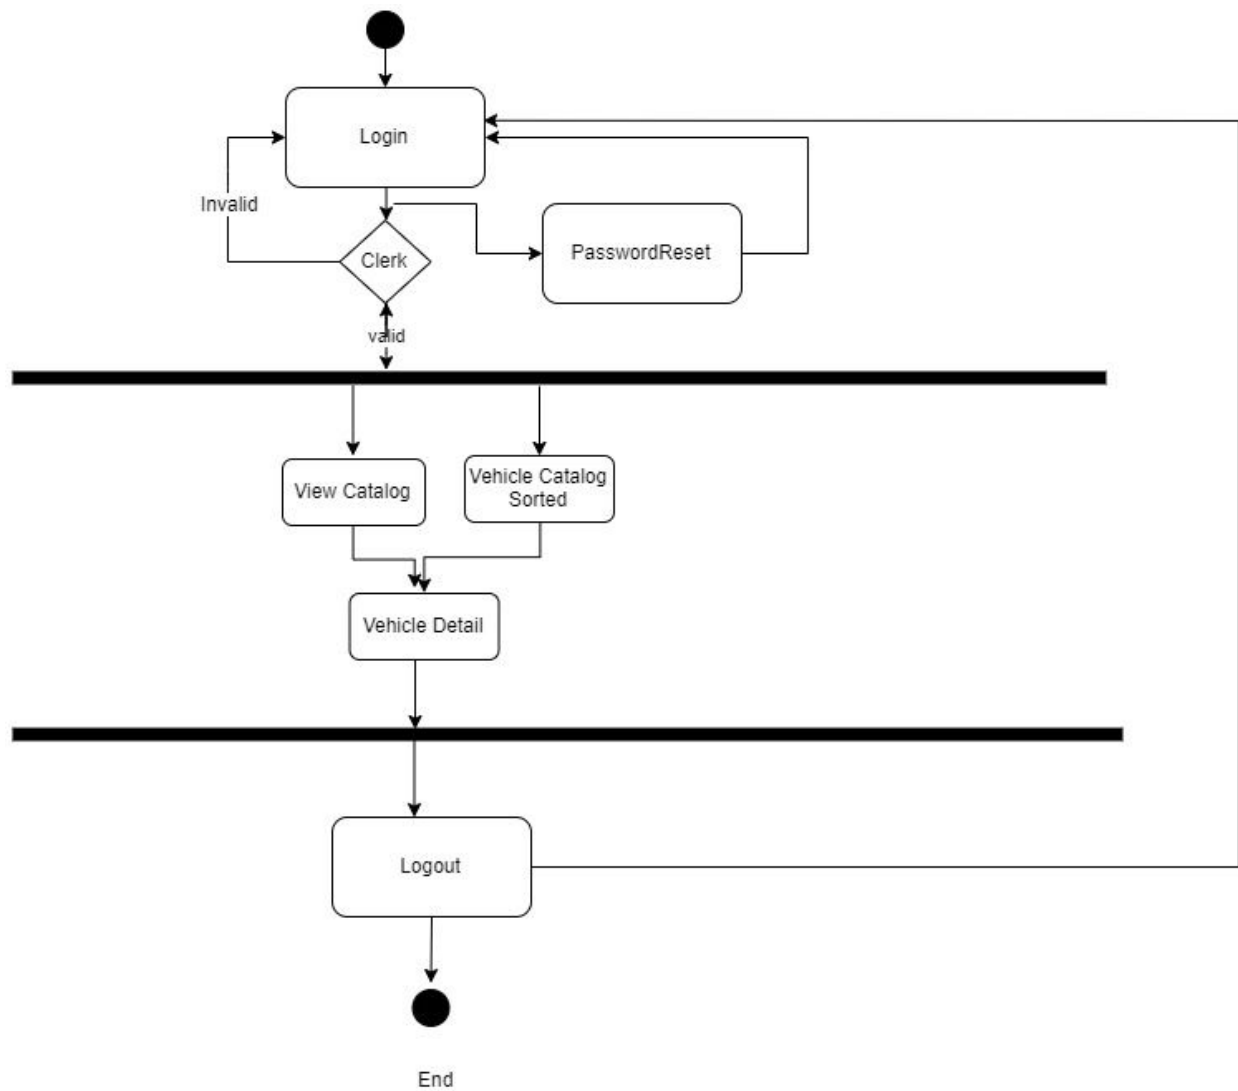 Login
Invalid
Clerk
PasswordReset
valid
View Catalog
Vehicle Catalog
Sorted
Vehicle Detail
Logout
End